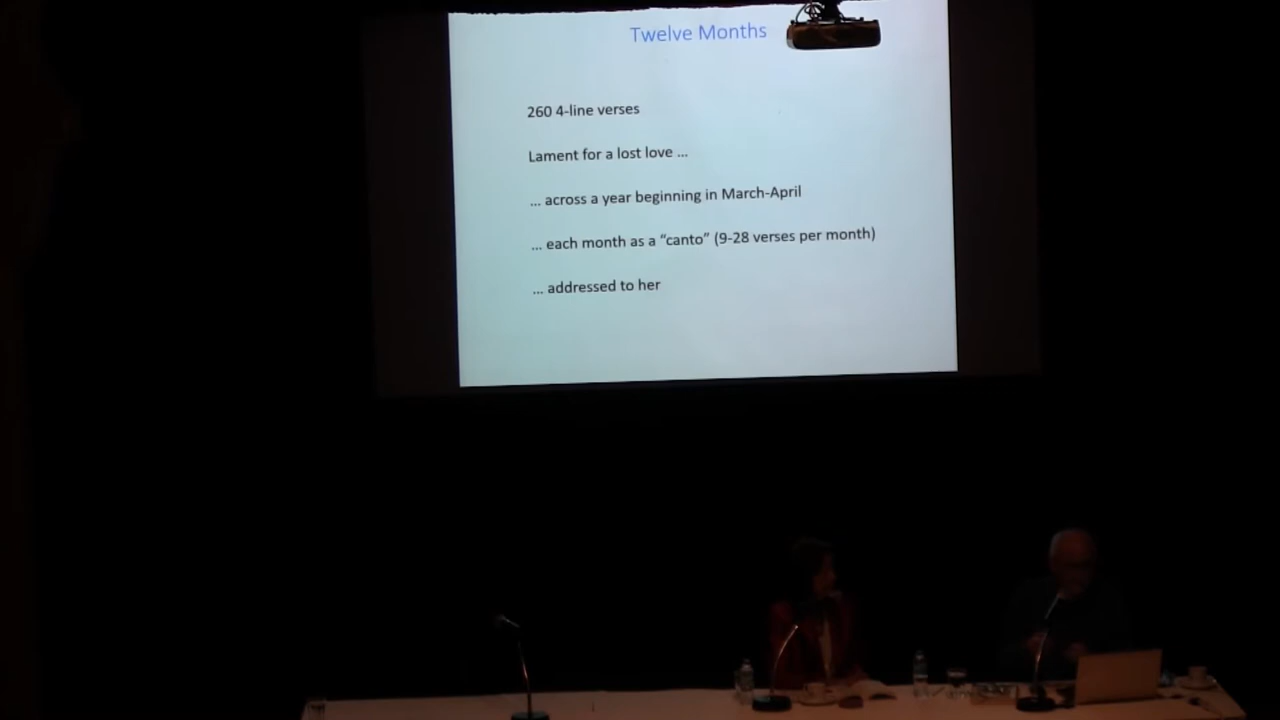 Twelve Months
260 4-line verses
Lament for a lost love ...
... across a year beginning in March-April
... each month as a “canto” (9-28 verses per month)
... addressed to her